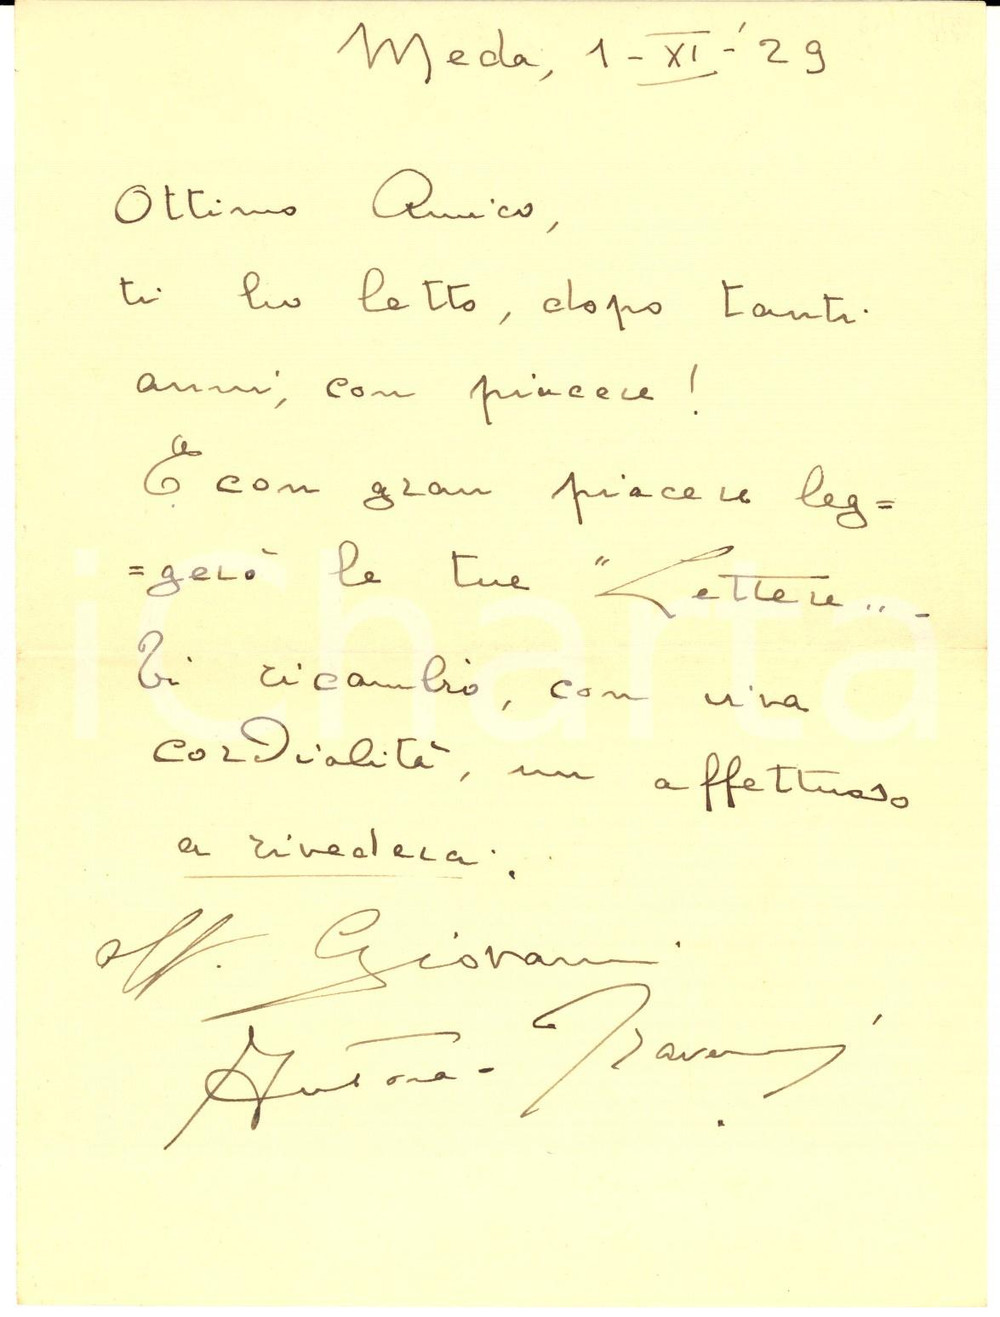 Meda, 1-XI-'29
Ottimo Amico,
ti ho letto, dopo tanti
anni, con piacere!
E con gran piacere leg=
=gerò le tue "Lettere".-
Ti ricambio, con viva
cordialità, un affettuoso
a rivederci.
aff. Giovanni
Antona-Traversi.
iCharta